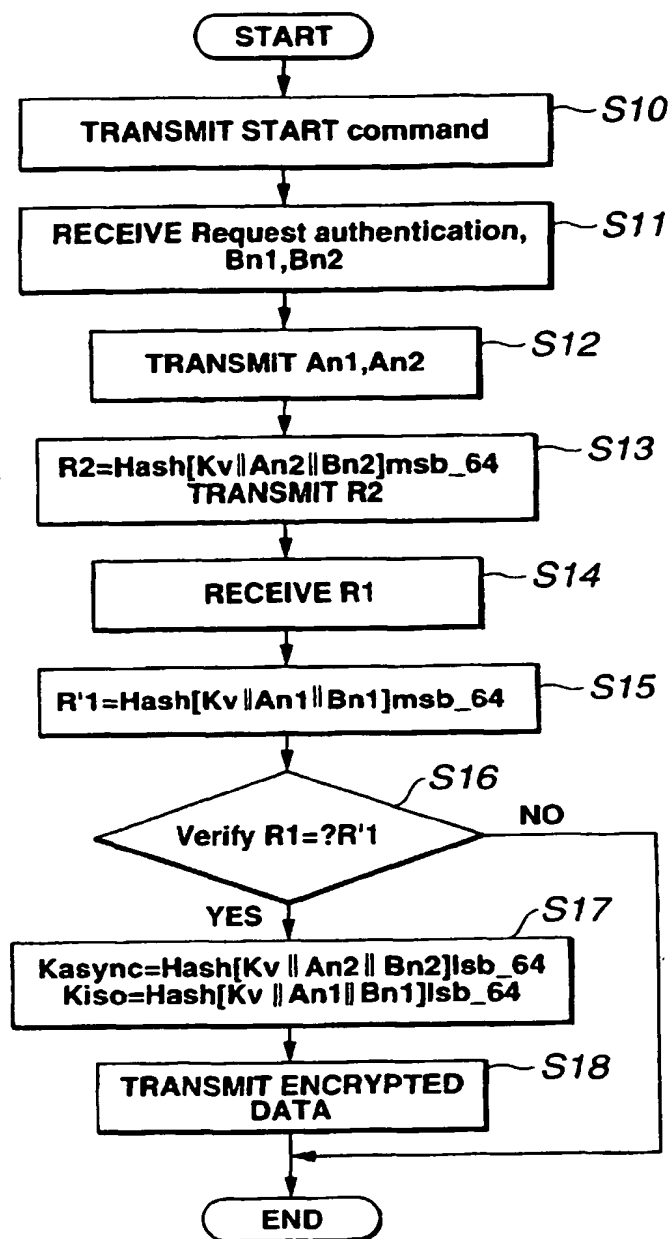 START
TRANSMIT START command
S10
RECEIVE Request authentication,
Bn1,Bn2
S11
TRANSMIT An1,An2
S12
R2=Hash[Kv||An2||Bn2]msb_64
TRANSMIT R2
S13
RECEIVE R1
S14
R'1=Hash[Kv||An1||Bn1]msb_64
S15
S16
Verify R1=?R'1
NO
YES
S17
Kasync=Hash[Kv || An2 || Bn2]lsb_64
Kiso=Hash[Kv || An1 || Bn1]lsb_64
TRANSMIT ENCRYPTED
DATA
S18
END